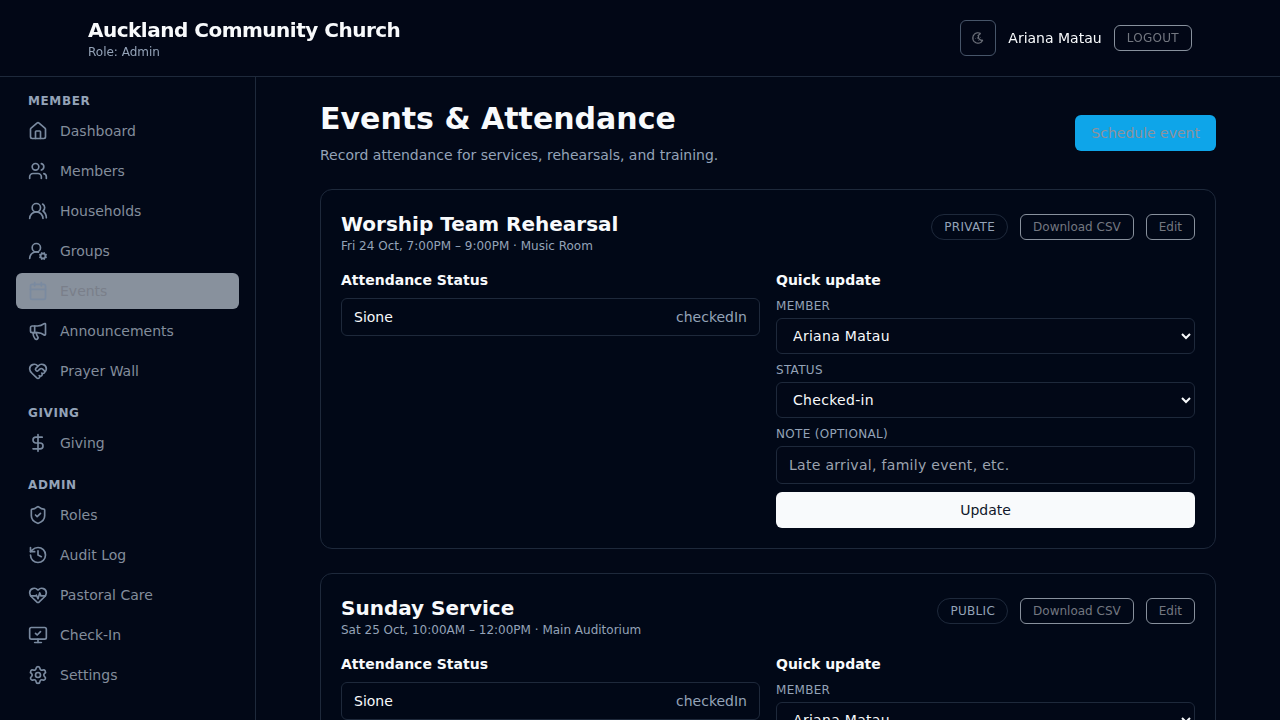 Auckland Community Church
Role: Admin
Ariana Matau
LOGOUT
MEMBER
Dashboard
Members
Households
Groups
Events
Announcements
Prayer Wall
GIVING
Giving
ADMIN
Roles
Audit Log
Pastoral Care
Check-In
Settings
Events & Attendance
Record attendance for services, rehearsals, and training.
Schedule event
Worship Team Rehearsal
Fri 24 Oct, 7:00PM – 9:00PM · Music Room
PRIVATE
Download CSV
Edit
Attendance Status
Sione checkedIn
Quick update
MEMBER
Ariana Matau
STATUS
Checked-in
NOTE (OPTIONAL)
Late arrival, family event, etc.
Update
Sunday Service
Sat 25 Oct, 10:00AM – 12:00PM · Main Auditorium
PUBLIC
Download CSV
Edit
Attendance Status
Sione checkedIn
Quick update
MEMBER
Ariana Matau